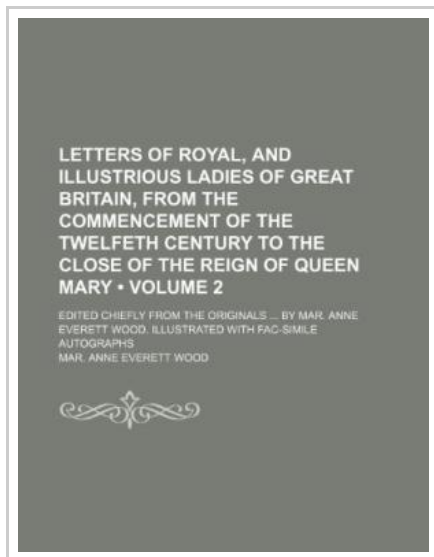 LETTERS OF ROYAL, AND
ILLUSTRIOUS LADIES OF GREAT
BRITAIN, FROM THE
COMMENCEMENT OF THE
TWELFETH CENTURY TO THE
CLOSE OF THE REIGN OF QUEEN
MARY • VOLUME 2
EDITED CHIEFLY FROM THE ORIGINALS ... BY MAR. ANNE
EVERETT WOOD. ILLUSTRATED WITH FAC-SIMILE
AUTOGRAPHS
MAR. ANNE EVERETT WOOD